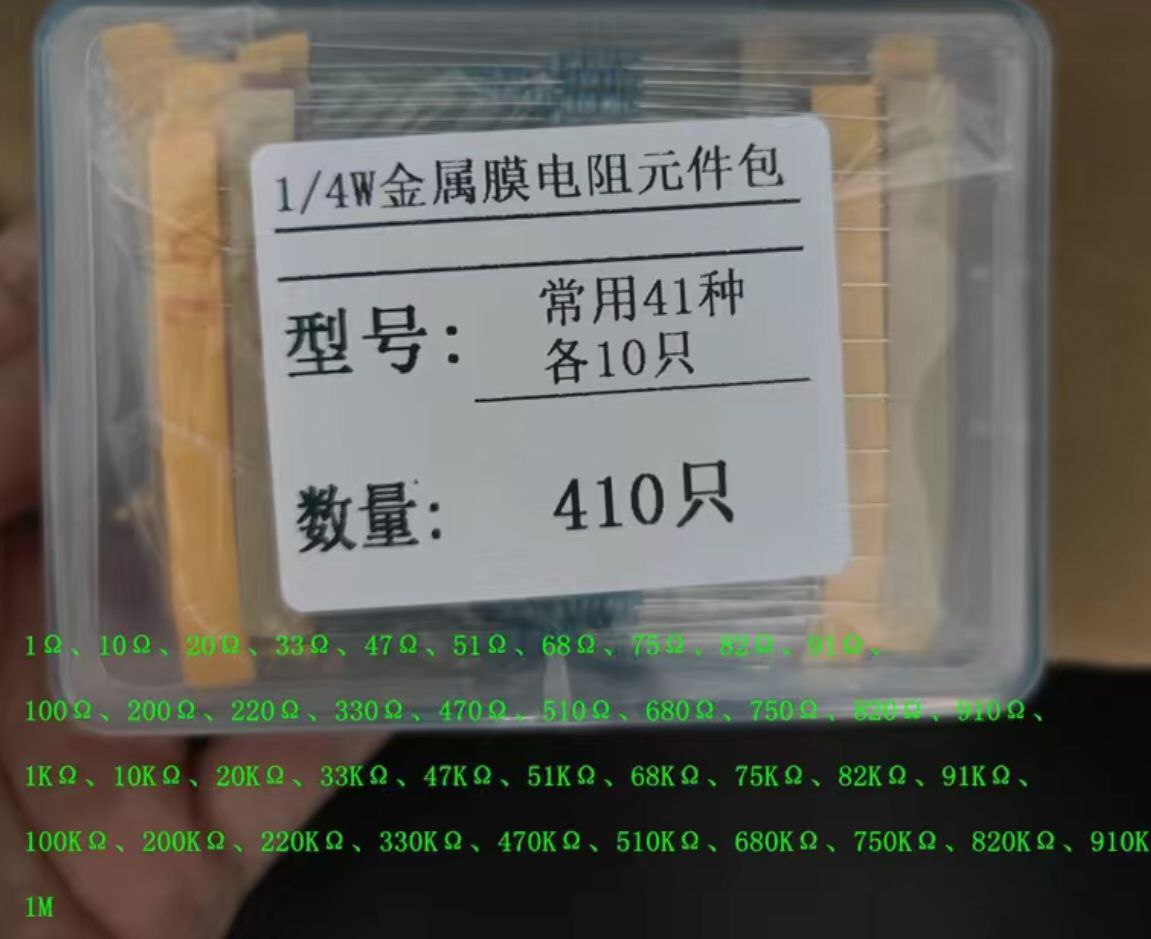 1/4W金属膜电阻元件包
型号:
常用41种
各10只
数量:
410只
1Ω、10Ω、20Ω、33Ω、47Ω、51Ω、68Ω、75Ω、82Ω、91Ω、
100Ω、200Ω、220Ω、330Ω、470Ω、510Ω、680Ω、750Ω、820Ω、910Ω、
1KΩ、10KΩ、20KΩ、33KΩ、47KΩ、51KΩ、68KΩ、75KΩ、82KΩ、91KΩ、
100KΩ、200KΩ、220KΩ、330KΩ、470KΩ、510KΩ、680KΩ、750KΩ、820KΩ、910K
1M